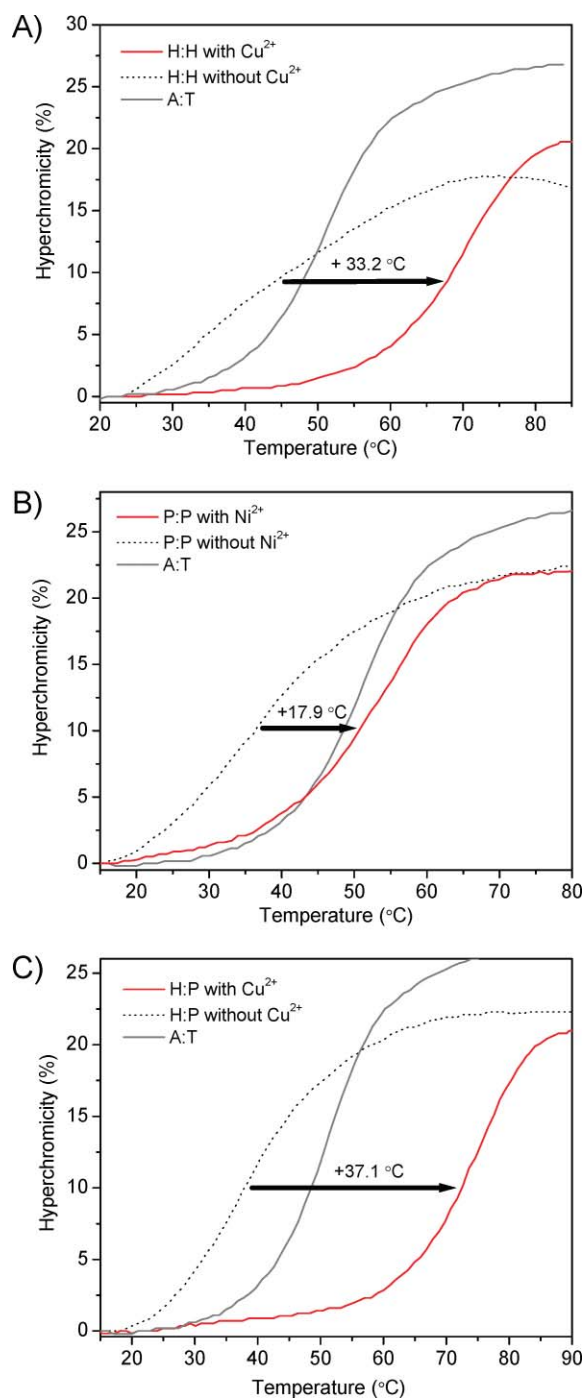 A)
H:H with Cu²⁺
H:H without Cu²⁺
A:T
+ 33.2 °C
Hyperchromicity (%)
30
25
20
15
10
5
0
20 30 40 50 60 70 80
Temperature (°C)
B)
P:P with Ni²⁺
P:P without Ni²⁺
A:T
+17.9 °C
Hyperchromicity (%)
25
20
15
10
5
0
20 30 40 50 60 70 80
Temperature (°C)
C)
H:P with Cu²⁺
H:P without Cu²⁺
A:T
+37.1 °C
Hyperchromicity (%)
25
20
15
10
5
0
20 30 40 50 60 70 80 90
Temperature (°C)